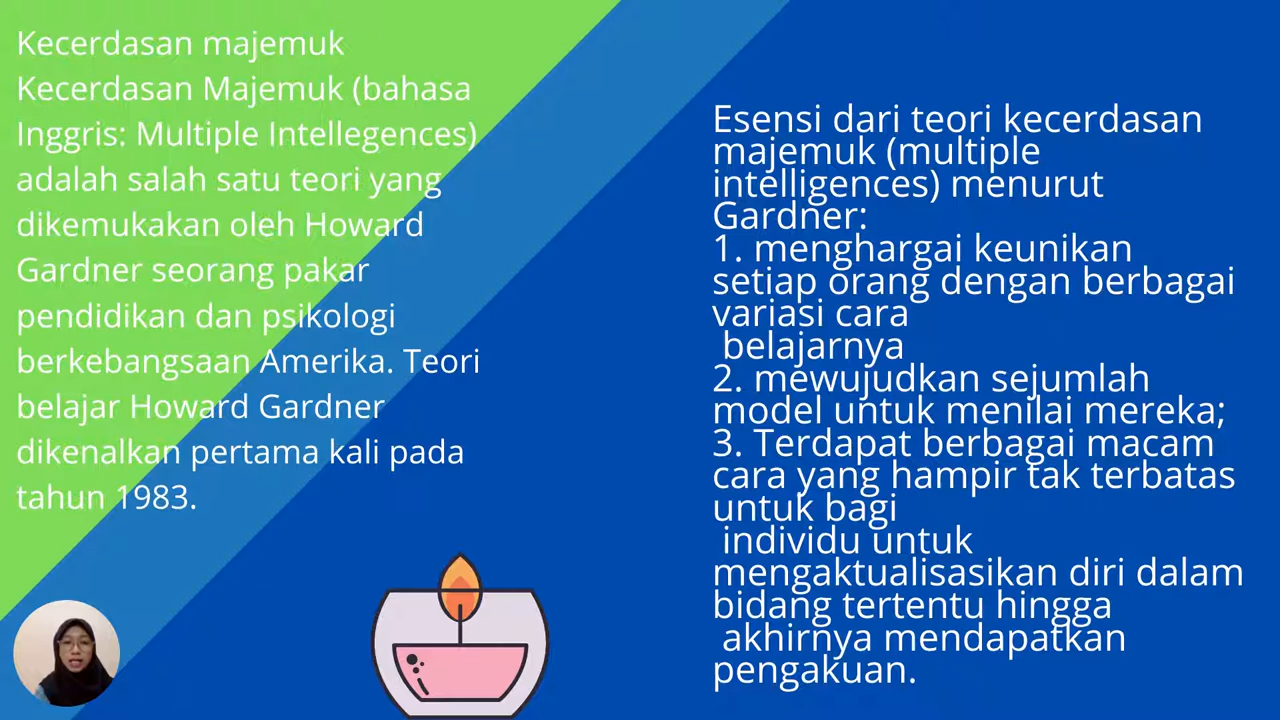 Kecerdasan majemuk
Kecerdasan Majemuk (bahasa
Inggris: Multiple Intellegences)
adalah salah satu teori yang
dikemukakan oleh Howard
Gardner seorang pakar
pendidikan dan psikologi
berkebangsaan Amerika. Teori
belajar Howard Gardner
dikenalkan pertama kali pada
tahun 1983.
Esensi dari teori kecerdasan
majemuk (multiple
intelligences) menurut
Gardner:
1. menghargai keunikan
setiap orang dengan berbagai
variasi cara
belajarnya
2. mewujudkan sejumlah
model untuk menilai mereka;
3. Terdapat berbagai macam
cara yang hampir tak terbatas
untuk bagi
individu untuk
mengaktualisasikan diri dalam
bidang tertentu hingga
akhirnya mendapatkan
pengakuan.